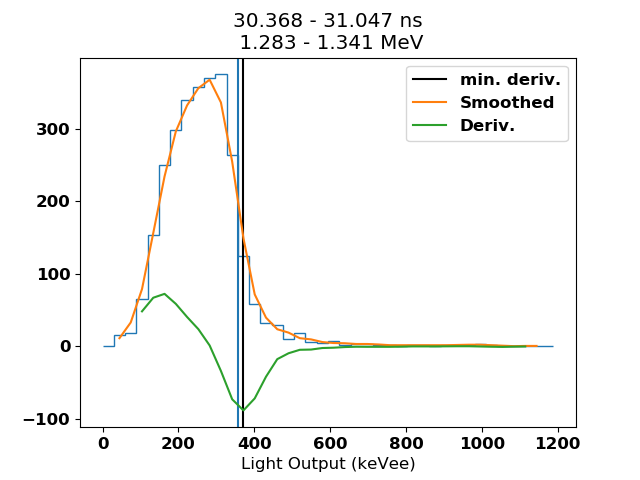 30.368 - 31.047 ns
1.283 - 1.341 MeV
min. deriv.
Smoothed
Deriv.
300
200
100
0
−100
0 200 400 600 800 1000 1200
Light Output (keVee)